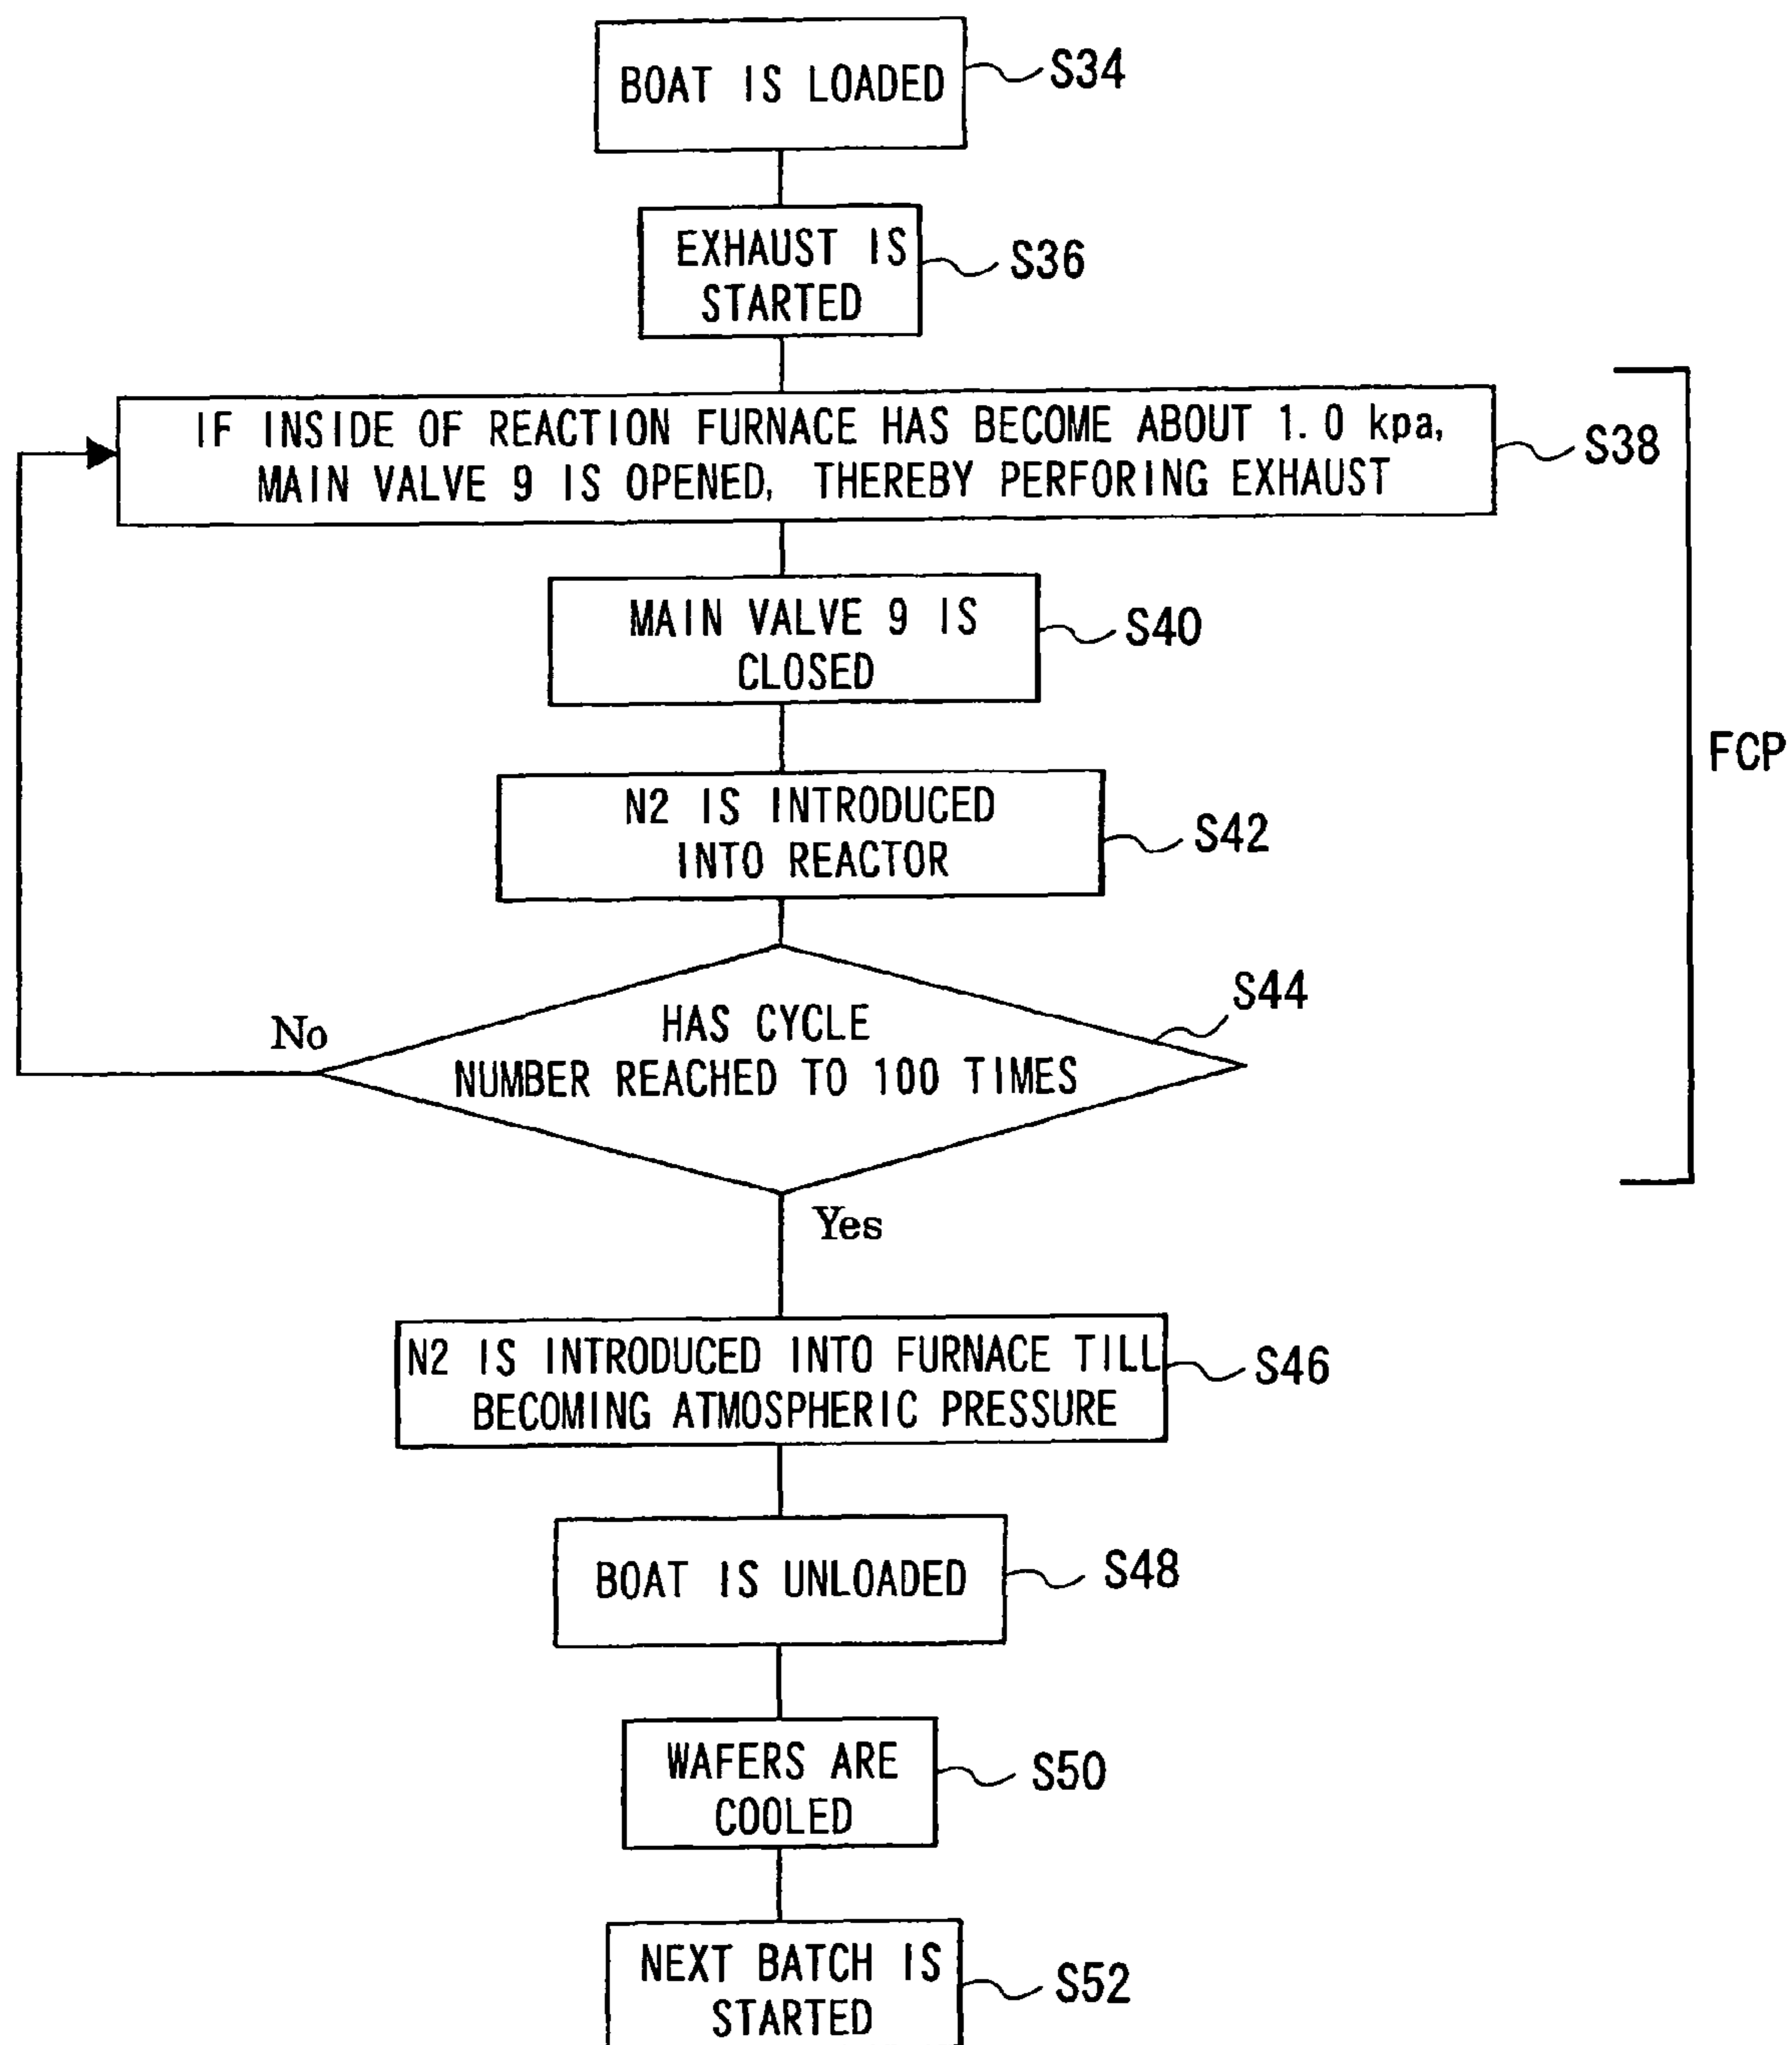 BOAT IS LOADED
S34
EXHAUST IS
STARTED
S36
IF INSIDE OF REACTION FURNACE HAS BECOME ABOUT 1.0 kpa,
MAIN VALVE 9 IS OPENED, THEREBY PERFORING EXHAUST
S38
MAIN VALVE 9 IS
CLOSED
S40
FCP
N2 IS INTRODUCED
INTO REACTOR
S42
HAS CYCLE
NUMBER REACHED TO 100 TIMES
S44
No
Yes
N2 IS INTRODUCED INTO FURNACE TILL
BECOMING ATMOSPHERIC PRESSURE
S46
BOAT IS UNLOADED
S48
WAFERS ARE
COOLED
S50
NEXT BATCH IS
STARTED
S52